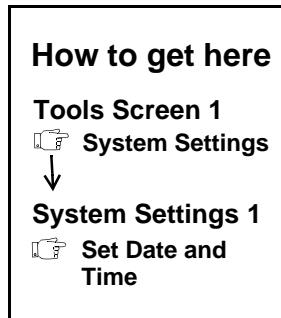 How to get here
Tools Screen 1
System Settings
System Settings 1
Set Date and
Time